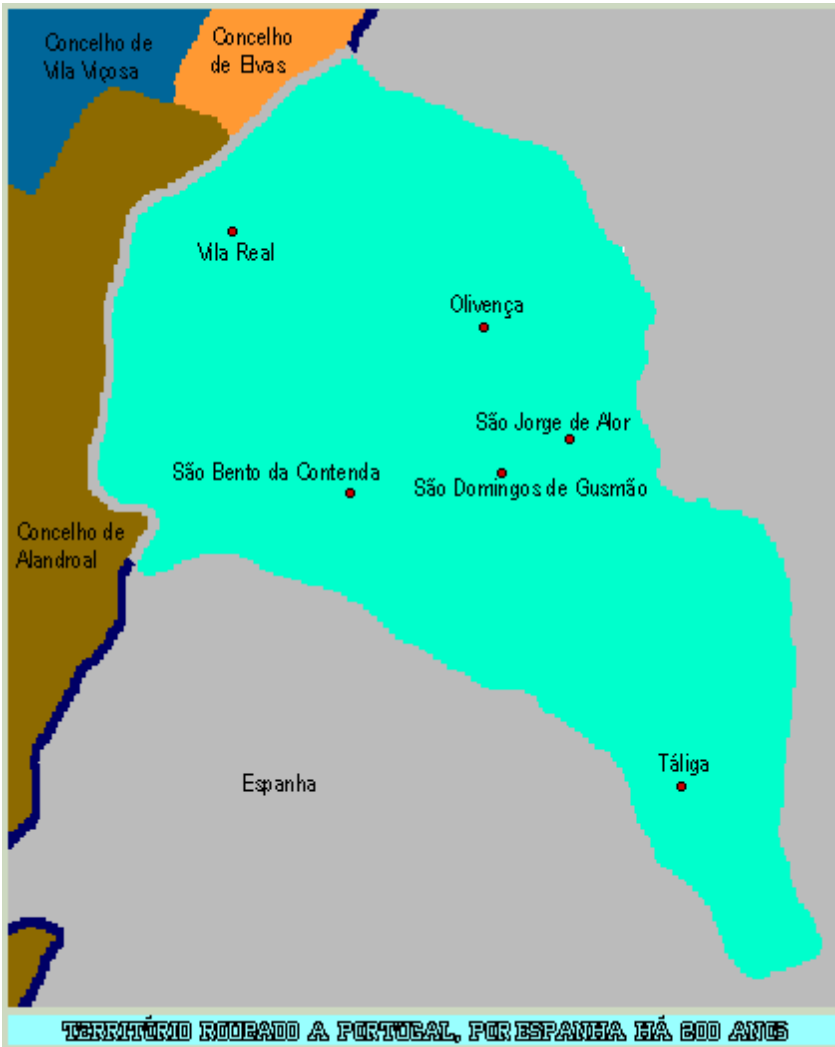 Concelho de
Vila Viçosa
Concelho
de Elvas
Vila Real
Olivença
São Jorge de Alor
São Bento da Contenda
São Domingos de Gusmão
Concelho de
Alandroal
Espanha
Táliga
TERRITÓRIO ROUBADO A PORTUGAL, POR ESPANHA HÁ 200 ANOS